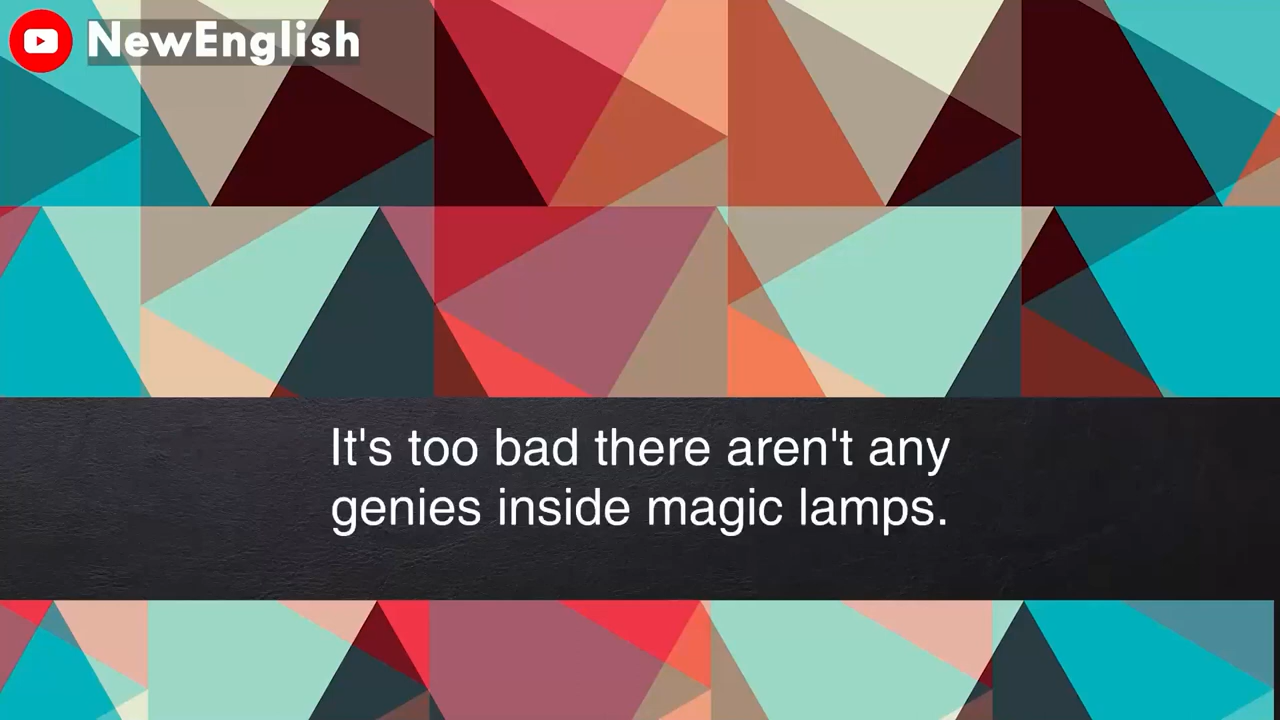 NewEnglish
It's too bad there aren't any
genies inside magic lamps.